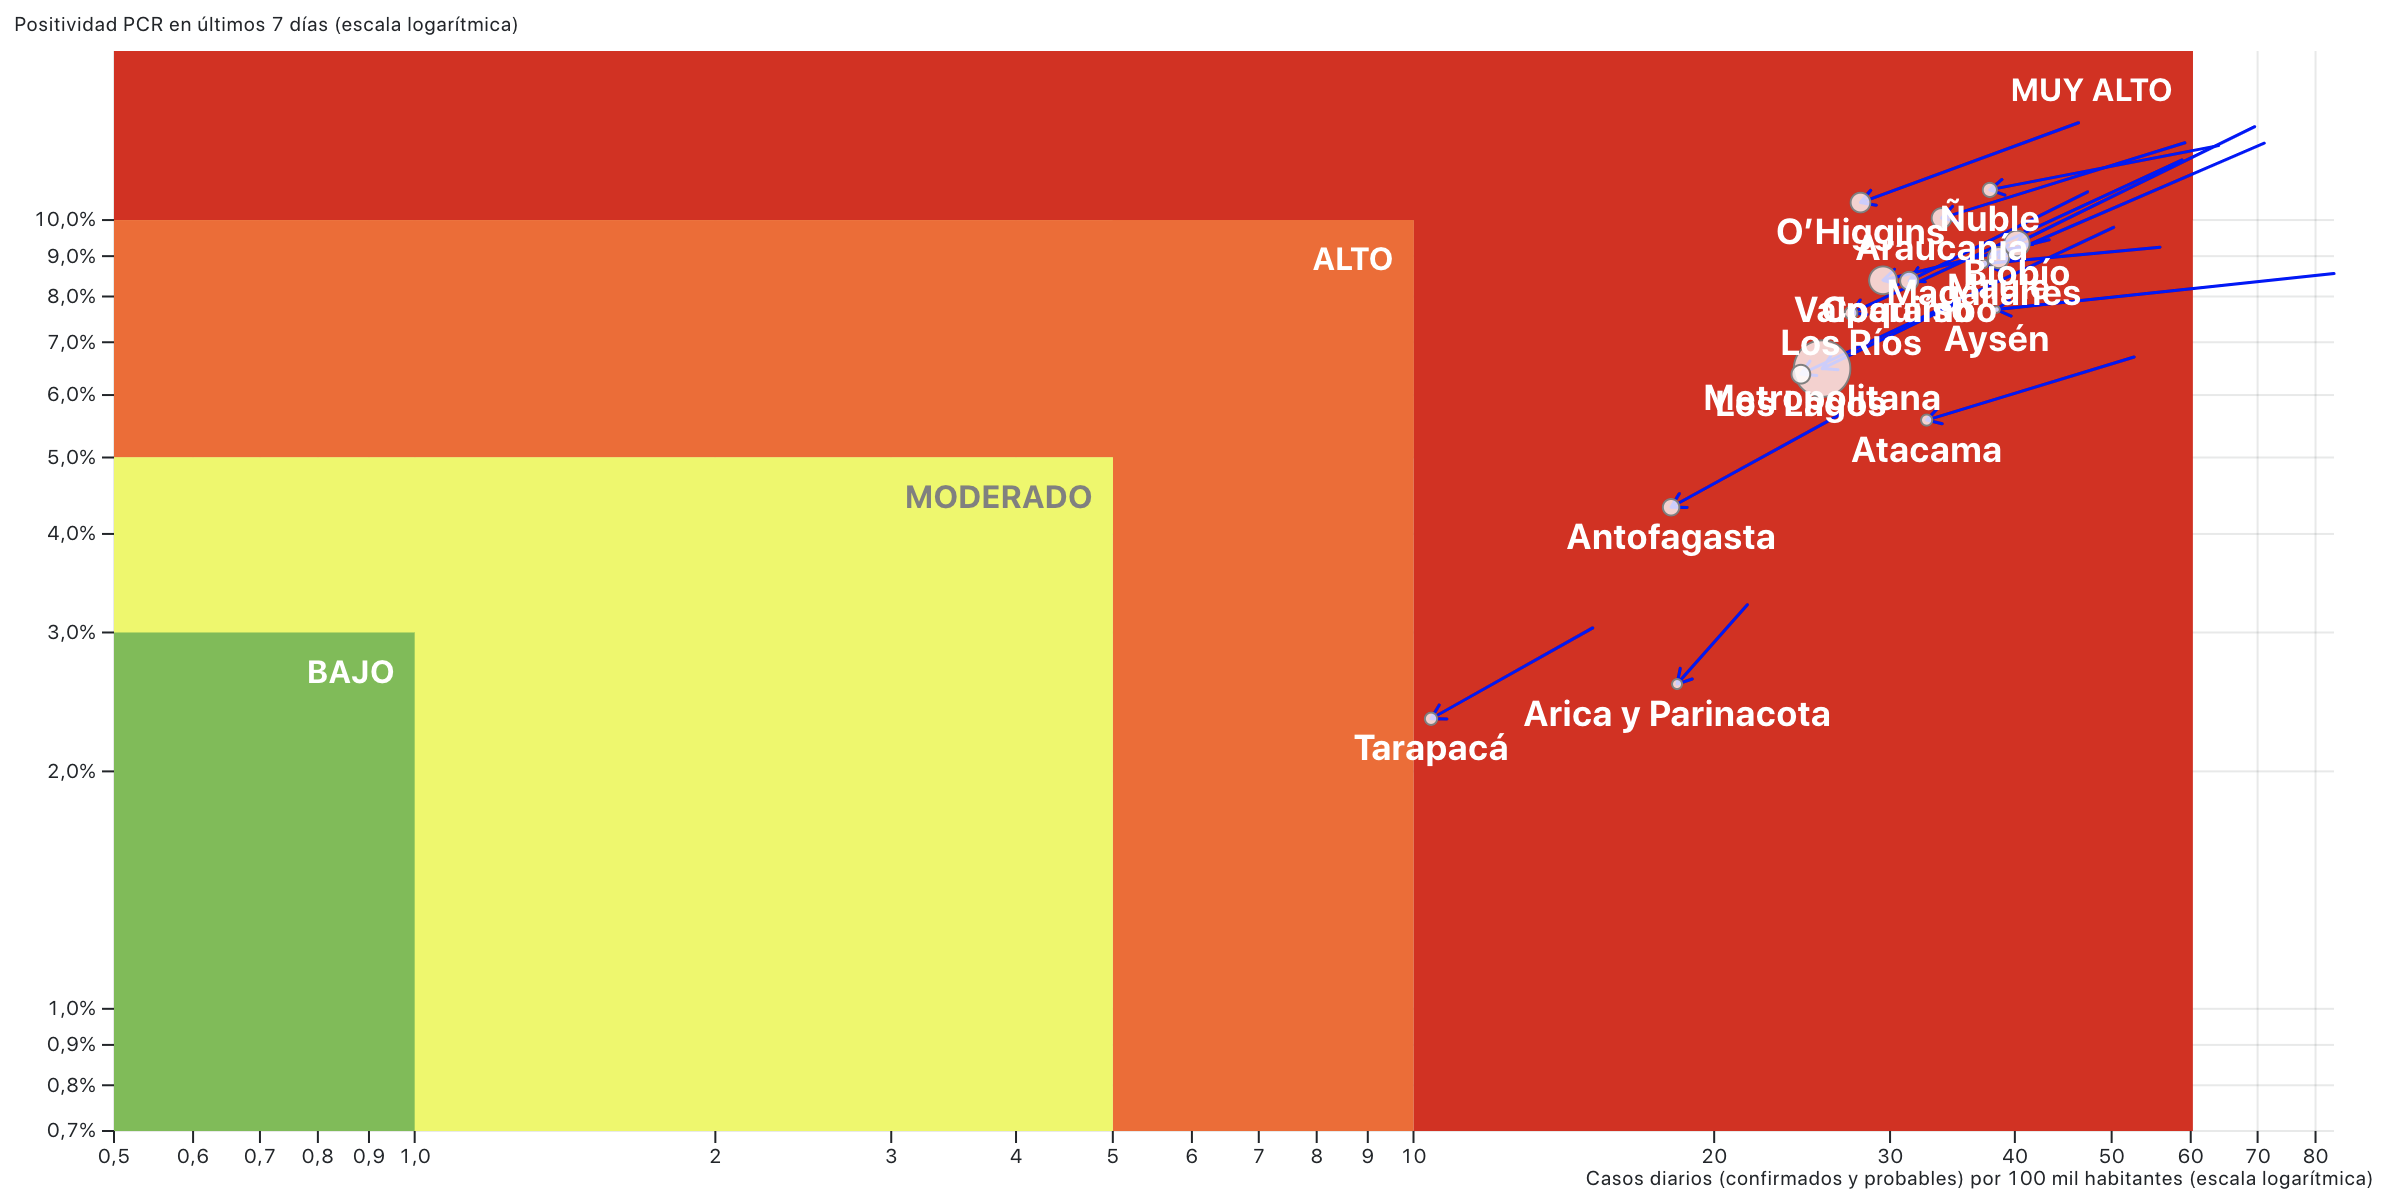 Positividad PCR en últimos 7 días (escala logarítmica)
MUY ALTO
10,0%
O'Higgins
Ñuble
Araucanía
9,0%
ALTO
Biobío
8,0%
Maule
Magallanes
Valparaíso
Coquimbo
7,0%
Los Ríos
Aysén
6,0%
Metropolitana
Los Lagos
Atacama
5,0%
MODERADO
4,0%
Antofagasta
3,0%
BAJO
Arica y Parinacota
Tarapacá
2,0%
1,0%
0,9%
0,8%
0,7%
0,5 0,6 0,7 0,8 0,9 1,0 2 3 4 5 6 7 8 9 10 20 30 40 50 60 70 80
Casos diarios (confirmados y probables) por 100 mil habitantes (escala logarítmica)